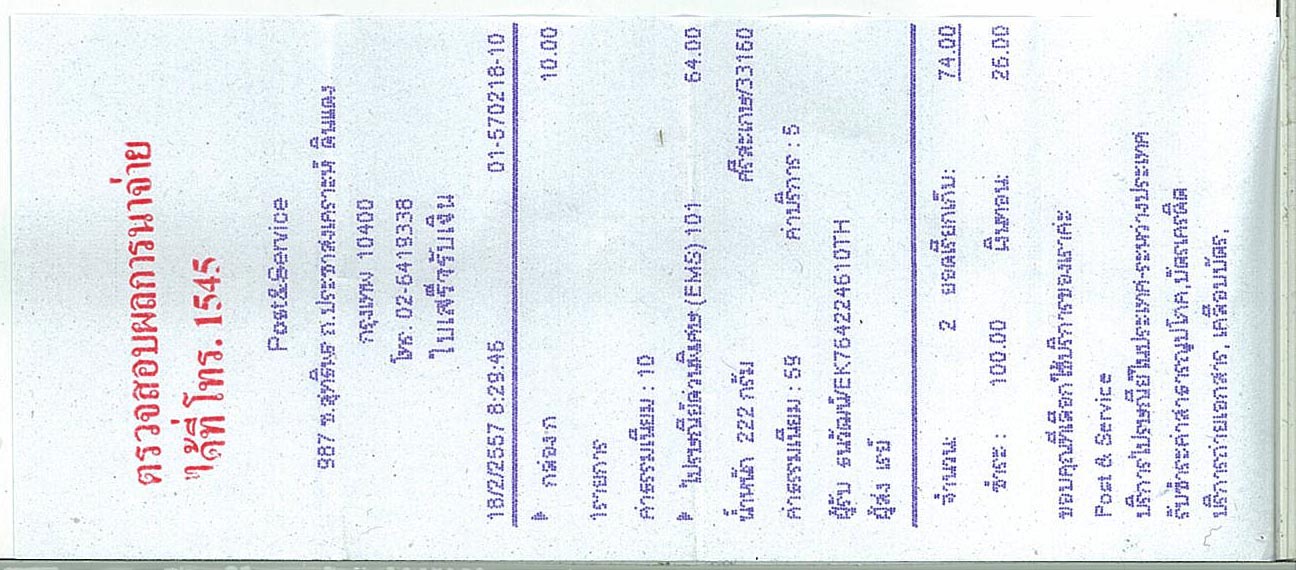 ตรวจสอบผลการนำจ่าย
ได้ที่ โทร. 1545
Post&Service
987 ซ.สุทธิพร ถ.ประชาสงเคราะห์ ดินแดง
กรุงเทพ 10400
โทร. 02-6419338
ใบเสร็จรับเงิน
18/2/2557 8:29:46 01-570218-10
กล่อง ก 10.00
1รายการ
ค่าธรรมเนียม : 10
ไปรษณีย์ด่วนพิเศษ (EMS) 101 64.00
น้ำหนัก 222 กรัม ศรีสะเกษ/33160
ค่าธรรมเนียม : 59 ค่าบริการ : 5
ผู้รับ ธนวัฒน์/EK764224610TH
ผู้ส่ง เรย์
จำนวน: 2 ยอดเรียกเก็บ: 74.00
ชำระ : 100.00 เงินทอน: 26.00
ขอบคุณที่เลือกใช้บริการของเราค่ะ
Post & Service
บริการไปรษณีย์ในประเทศ-ระหว่างประเทศ
รับชำระค่าสาธารณูปโภค,บัตรเครดิต
บริการถ่ายเอกสาร, เคลือบบัตร,